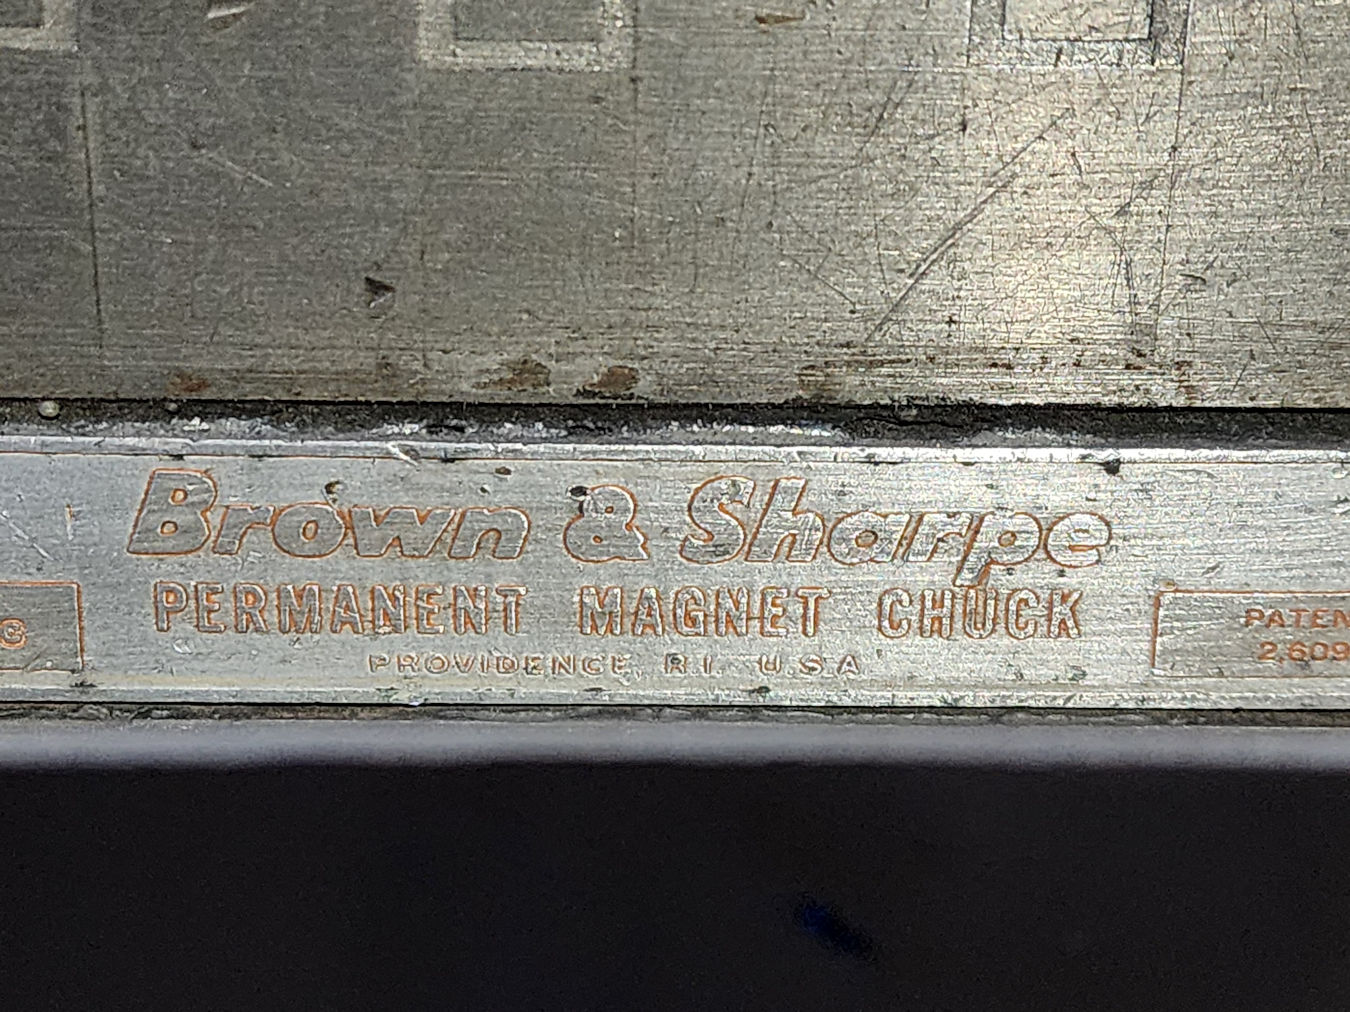 Brown & Sharpe
PERMANENT MAGNET CHUCK
PROVIDENCE, R.I. U.S.A